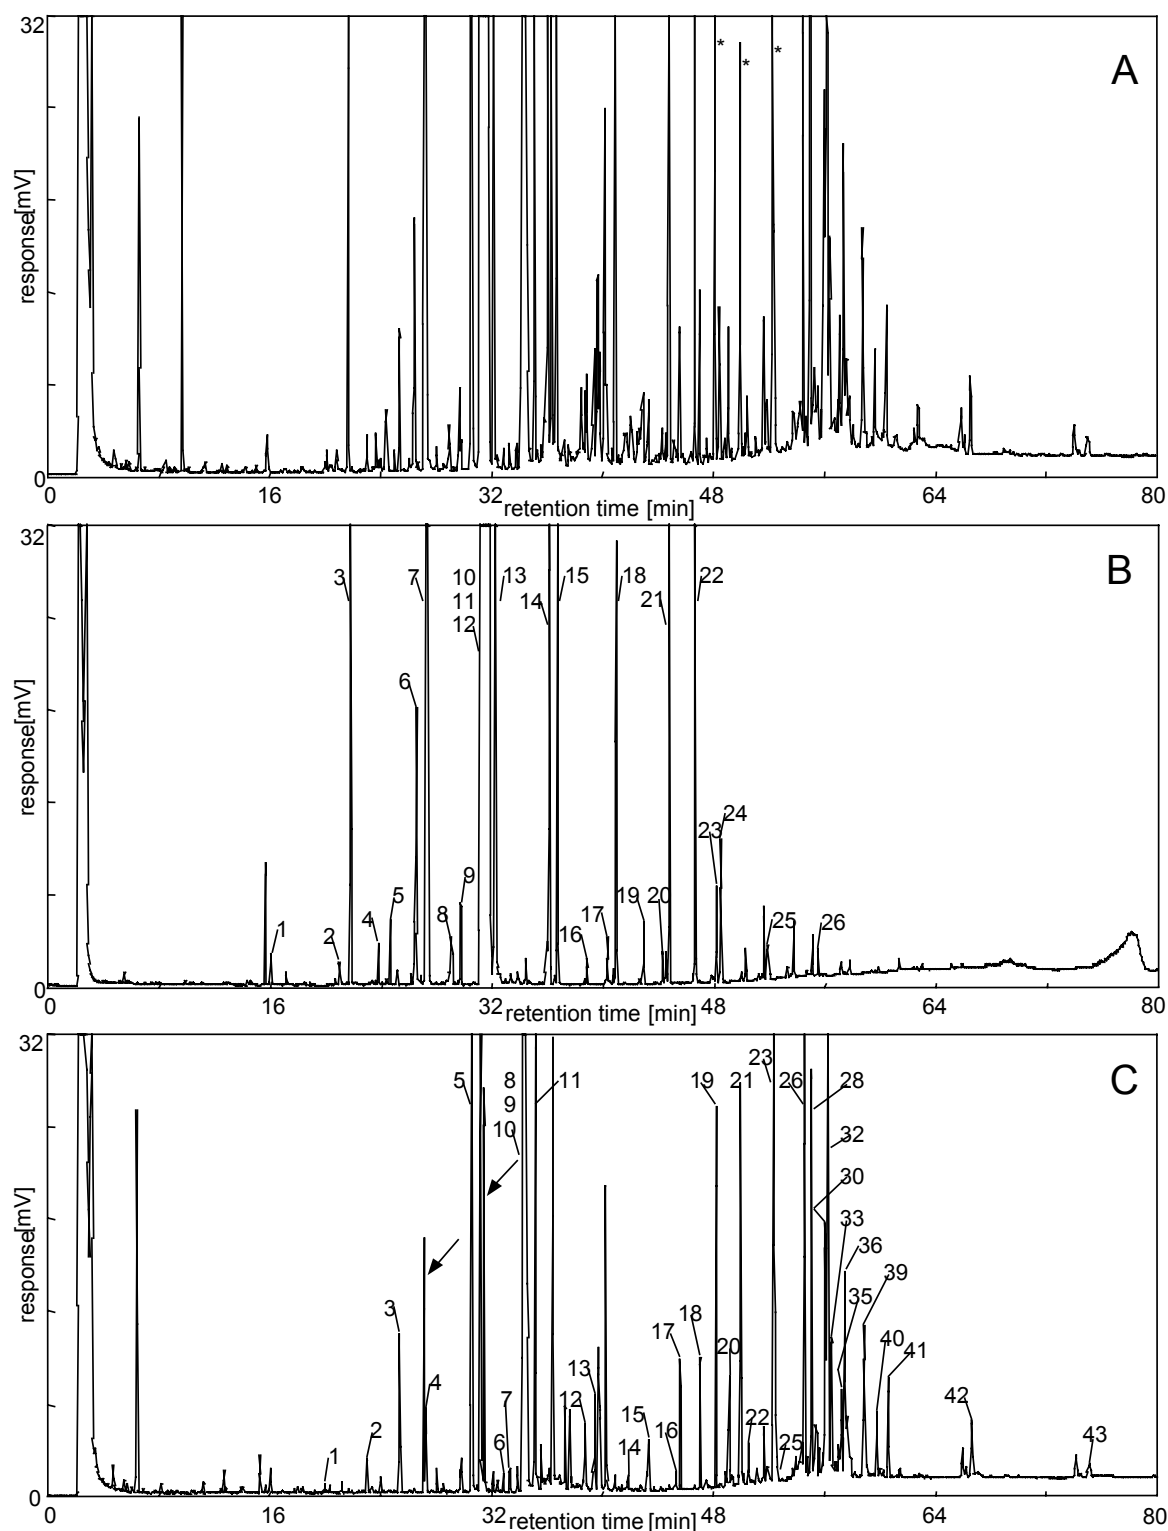 32
A
* * *
response[mV]
0
0 16 32 48 64 80
retention time [min]
32
B
3 7 10 13 14 15 18 21 22
11
12
6
24
23
9
5 8 19 20
4 17 25 26
1 2 16
response[mV]
0
0 16 32 48 64 80
retention time [min]
32
C
23
5 8 11 19 21 26 28
9
10
32
30
33
36
39
35
3 18
17 20 40 41
4 13
7 12 42
2 15 22
1 6 14 16 25 43
response[mV]
0
0 16 32 48 64 80
retention time [min]